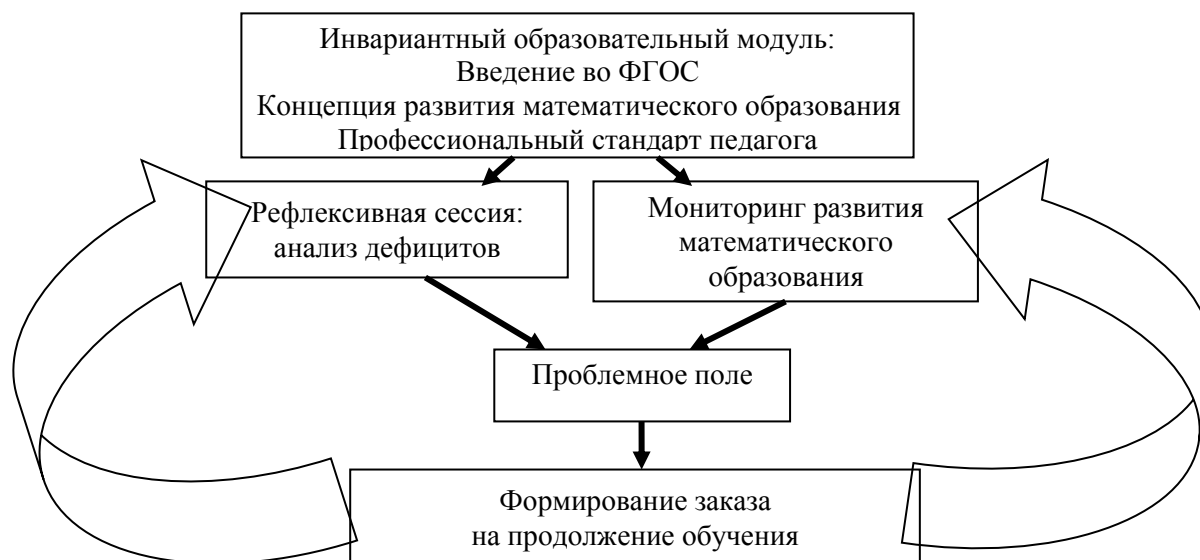 Инвариантный образовательный модуль:
Введение во ФГОС
Концепция развития математического образования
Профессиональный стандарт педагога
Рефлексивная сессия:
анализ дефицитов
Мониторинг развития
математического
образования
Проблемное поле
Формирование заказа
на продолжение обучения